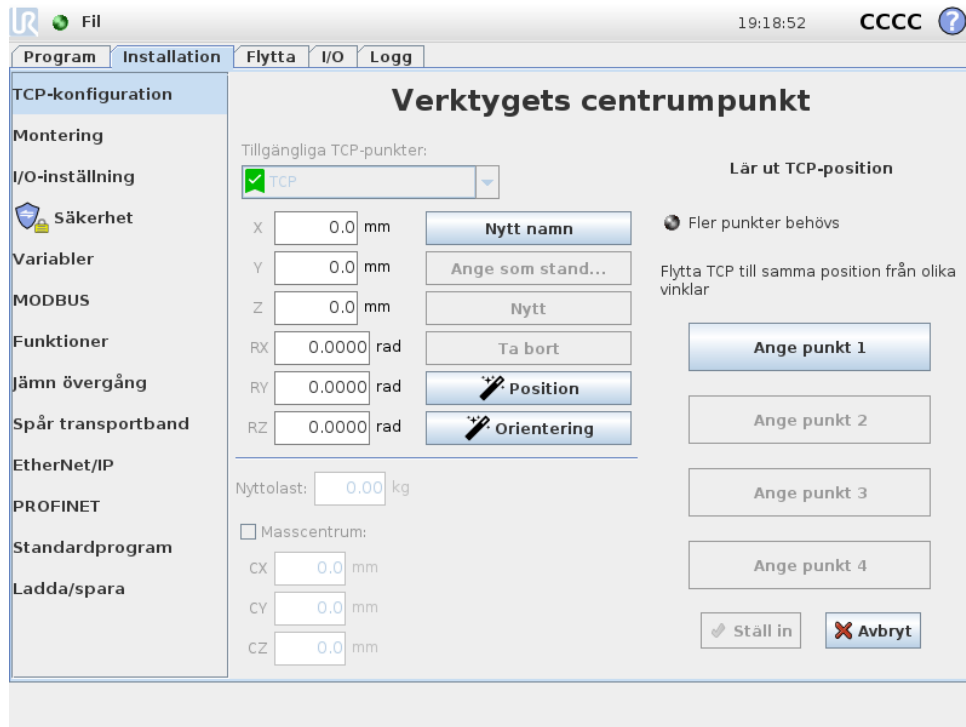 UR Fil 19:18:52 CCCC ?
Program Installation Flytta I/O Logg
TCP-konfiguration
Montering
I/O-inställning
Säkerhet
Variabler
MODBUS
Funktioner
Jämn övergång
Spår transportband
EtherNet/IP
PROFINET
Standardprogram
Ladda/spara
Verktygets centrumpunkt
Tillgängliga TCP-punkter:
TCP
X 0.0 mm Nytt namn
Y 0.0 mm Ange som stand...
Z 0.0 mm Nytt
RX 0.0000 rad Ta bort
RY 0.0000 rad Position
RZ 0.0000 rad Orientering
Nyttolast: 0.00 kg
Masscentrum:
CX 0.0 mm
CY 0.0 mm
CZ 0.0 mm
Lär ut TCP-position
Fler punkter behövs
Flytta TCP till samma position från olika
vinklar
Ange punkt 1
Ange punkt 2
Ange punkt 3
Ange punkt 4
Ställ in Avbryt